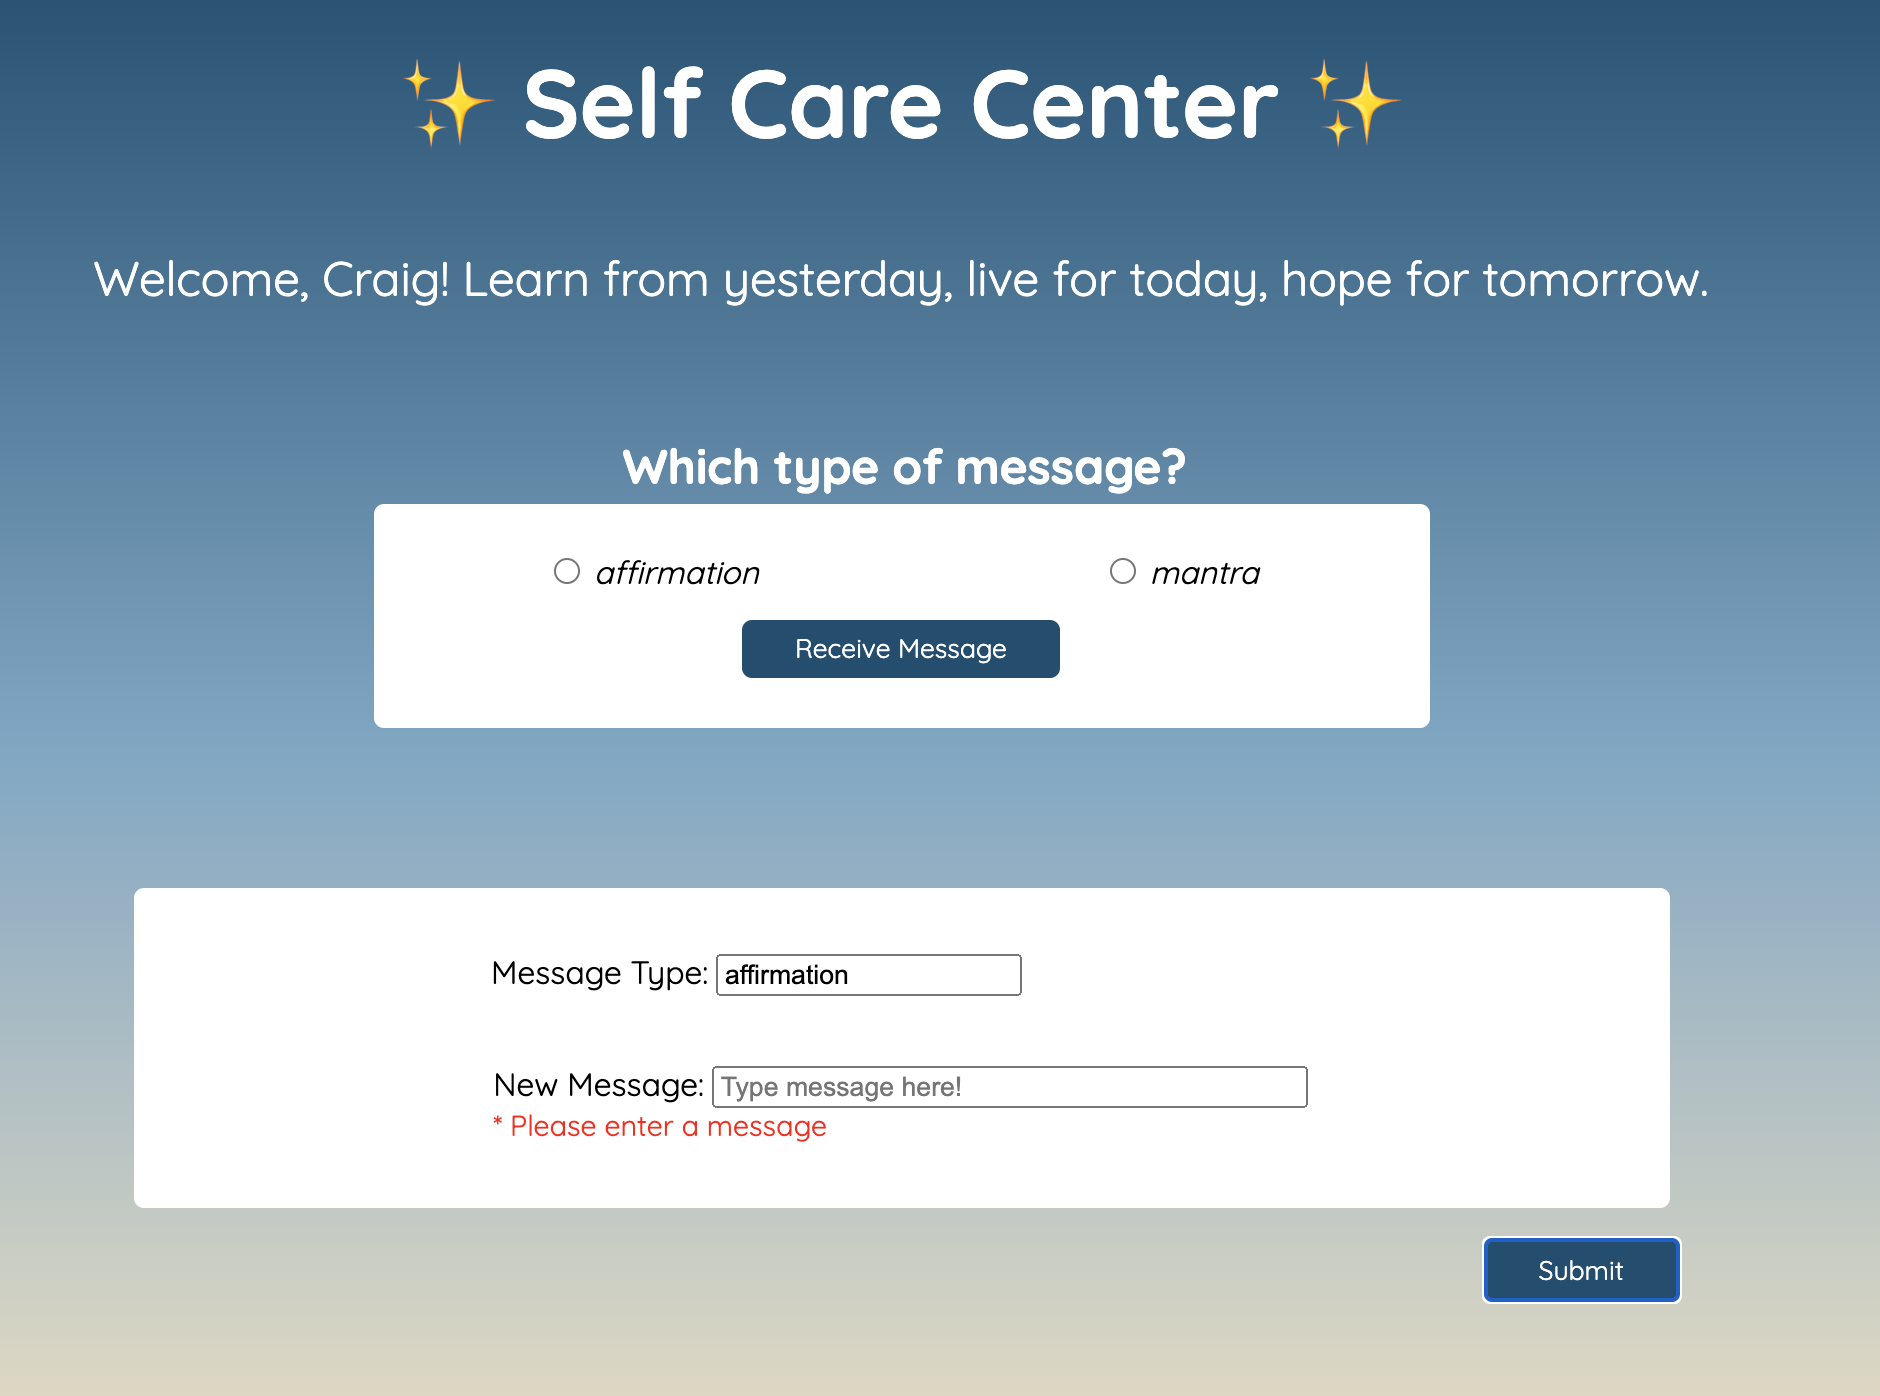 ✨ Self Care Center ✨
Welcome, Craig! Learn from yesterday, live for today, hope for tomorrow.
Which type of message?
affirmation
mantra
Receive Message
Message Type: affirmation
New Message: Type message here!
* Please enter a message
Submit